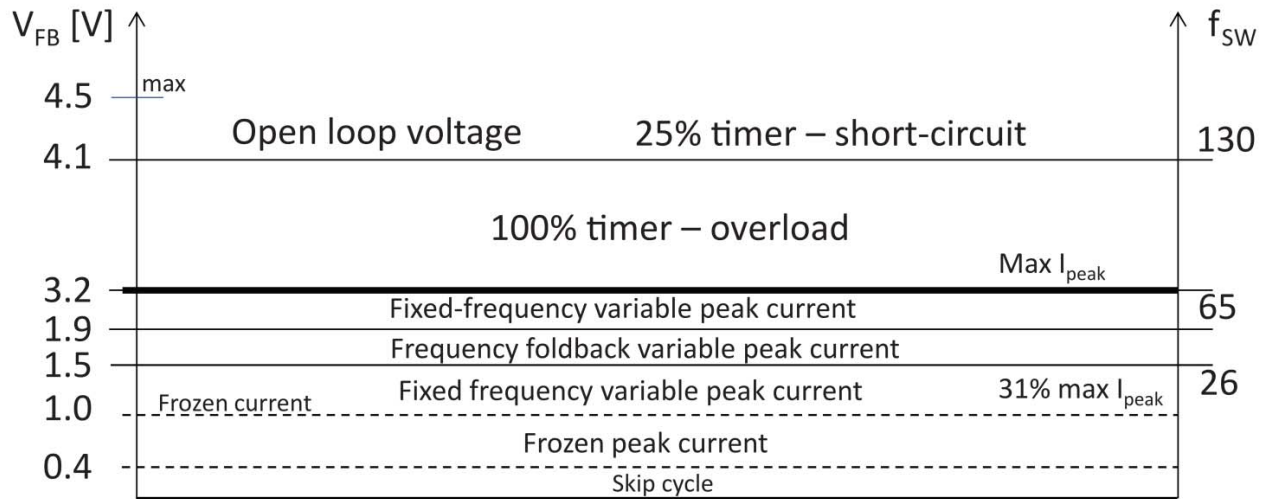 V_FB [V] f_SW
max
4.5
Open loop voltage 25% timer – short-circuit
4.1 130
100% timer – overload
Max I_peak
3.2 65
Fixed-frequency variable peak current
1.9
Frequency foldback variable peak current
1.5 26
Fixed frequency variable peak current 31% max I_peak
Frozen current
1.0
Frozen peak current
0.4
Skip cycle